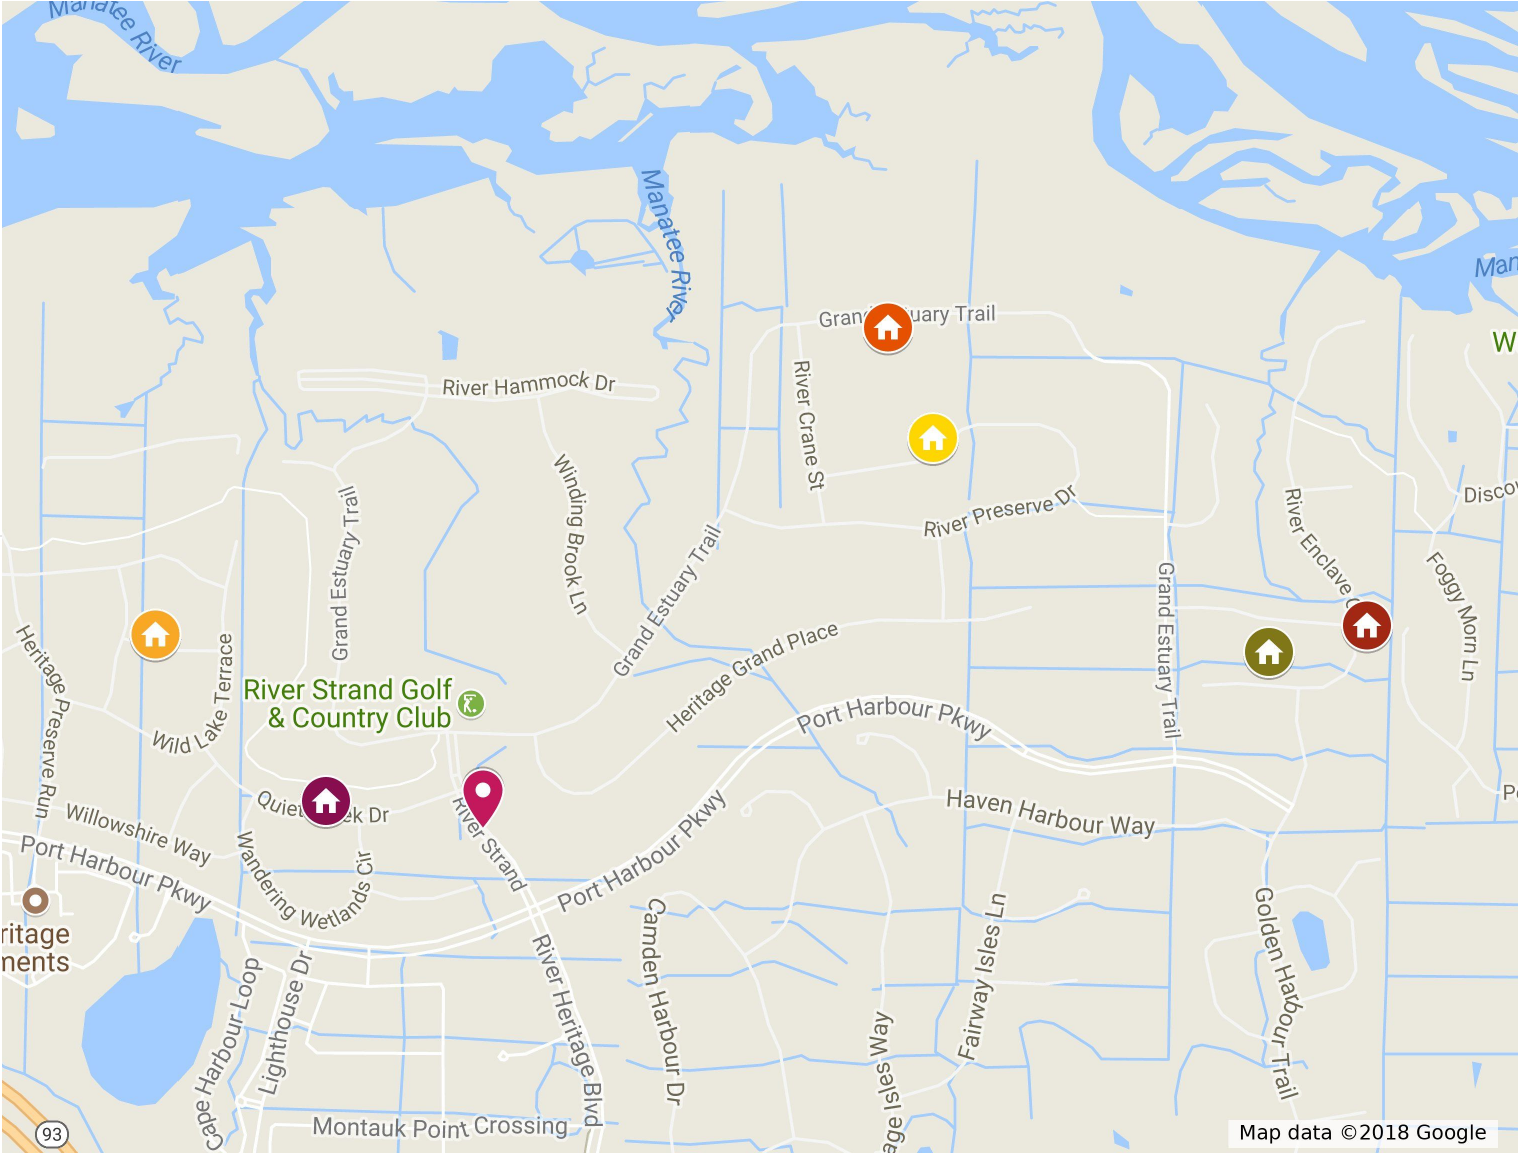 Manatee River
Manatee River
Man
Grand Estuary Trail
W
River Hammock Dr
River Crane St
Winding Brook Ln
Grand Estuary Trail
River Preserve Dr
Disco
River Enclave
Foggy Morn Ln
Grand Estuary Trail
Grand Estuary Trail
Heritage Preserve Run
Wild Lake Terrace
River Strand Golf
& Country Club
Heritage Grand Place
Port Harbour Pkwy
Quiet ek Dr
River Strand
Haven Harbour Way
Willowshire Way
Port Harbour Pkwy
Port Harbour Pkwy
Wandering Wetlands Cir
ritage
ments
Camden Harbour Dr
Fairway Isles Ln
Golden Harbour Trail
River Heritage Blvd
Cape Harbour Loop
Lighthouse Dr
age Isles Way
93
Montauk Point Crossing
Map data ©2018 Google